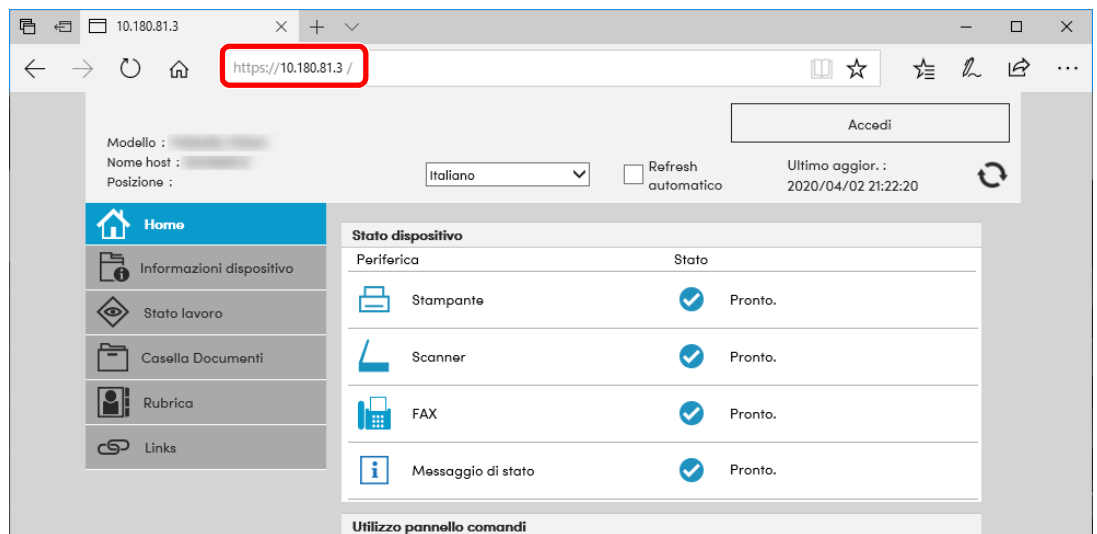 10.180.81.3
https://10.180.81.3 /
Accedi
Modello :
Nome host :
Posizione :
Italiano
Refresh
automatico
Ultimo aggior. :
2020/04/02 21:22:20
Home
Informazioni dispositivo
Stato lavoro
Casella Documenti
Rubrica
Links
Stato dispositivo
Periferica Stato
Stampante Pronto.
Scanner Pronto.
FAX Pronto.
Messaggio di stato Pronto.
Utilizzo pannello comandi